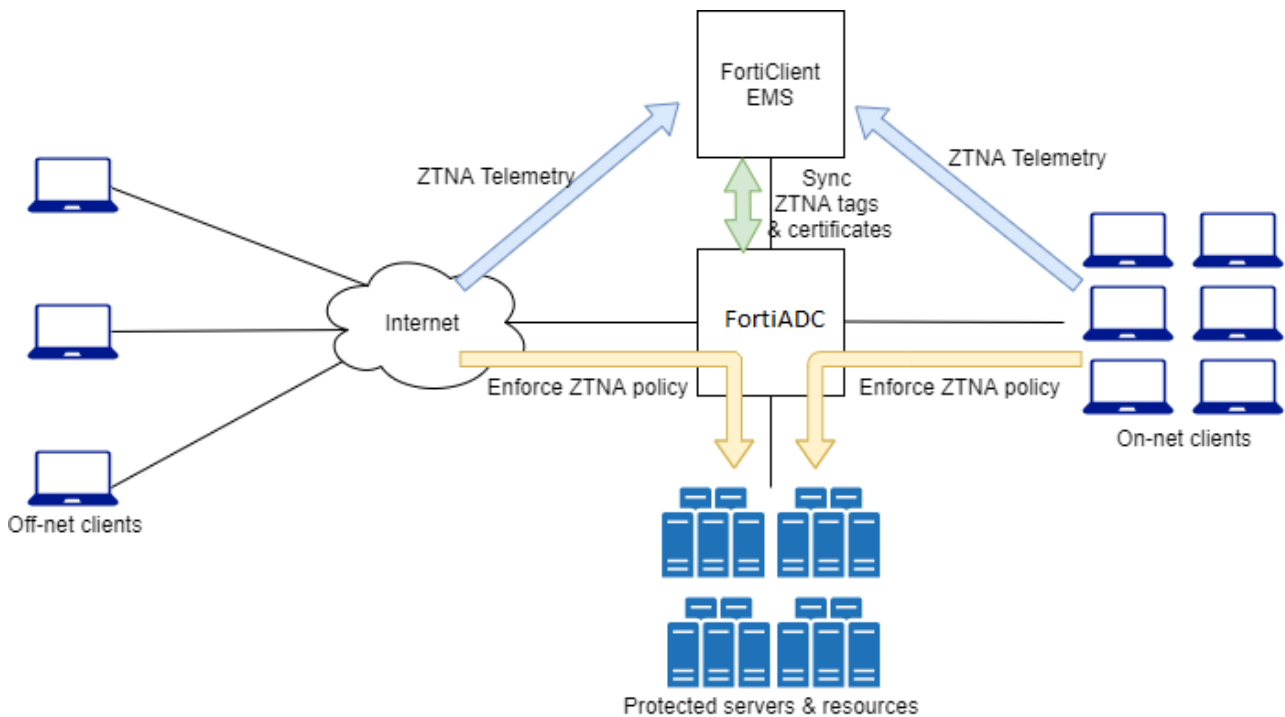 FortiClient
EMS
ZTNA Telemetry
Sync
ZTNA tags
& certificates
ZTNA Telemetry
Internet
FortiADC
Enforce ZTNA policy
Enforce ZTNA policy
On-net clients
Off-net clients
Protected servers & resources